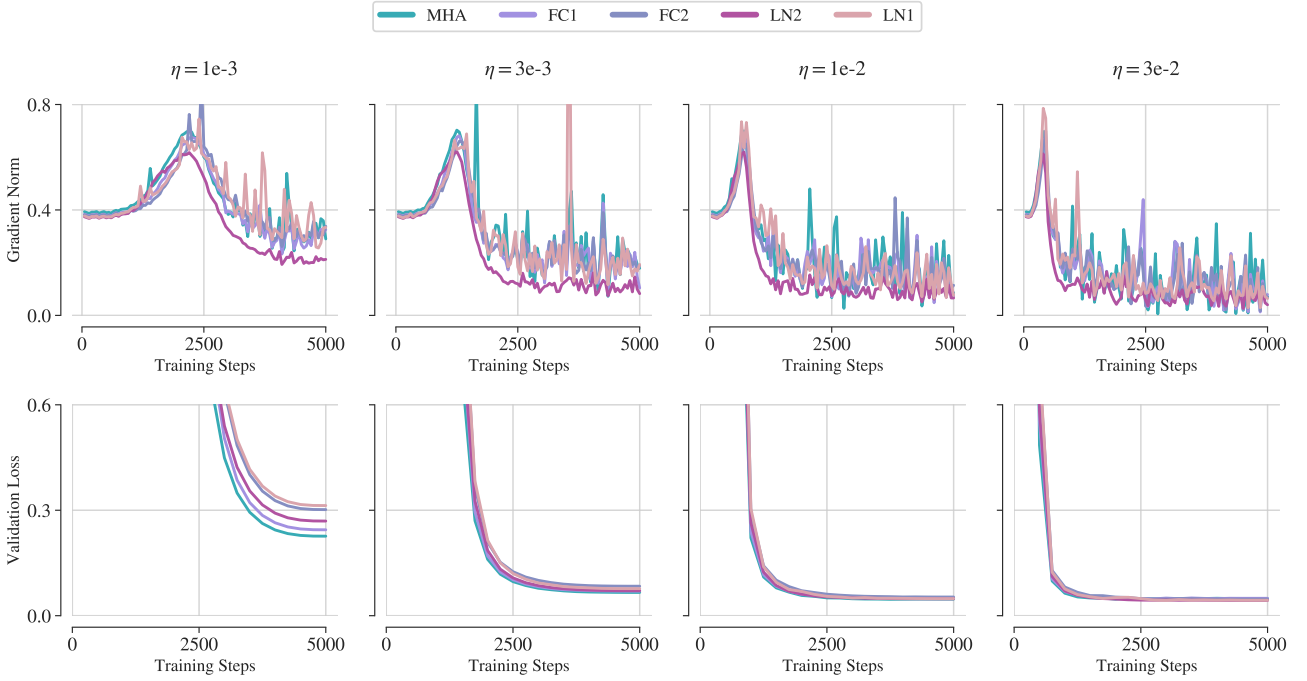 MHA FC1 FC2 LN2 LN1
η = 1e-3 η = 3e-3 η = 1e-2 η = 3e-2
Gradient Norm
0.8
0.4
0.0
0 2500 5000 0 2500 5000 0 2500 5000 0 2500 5000
Training Steps Training Steps Training Steps Training Steps
Validation Loss
0.6
0.3
0.0
0 2500 5000 0 2500 5000 0 2500 5000 0 2500 5000
Training Steps Training Steps Training Steps Training Steps